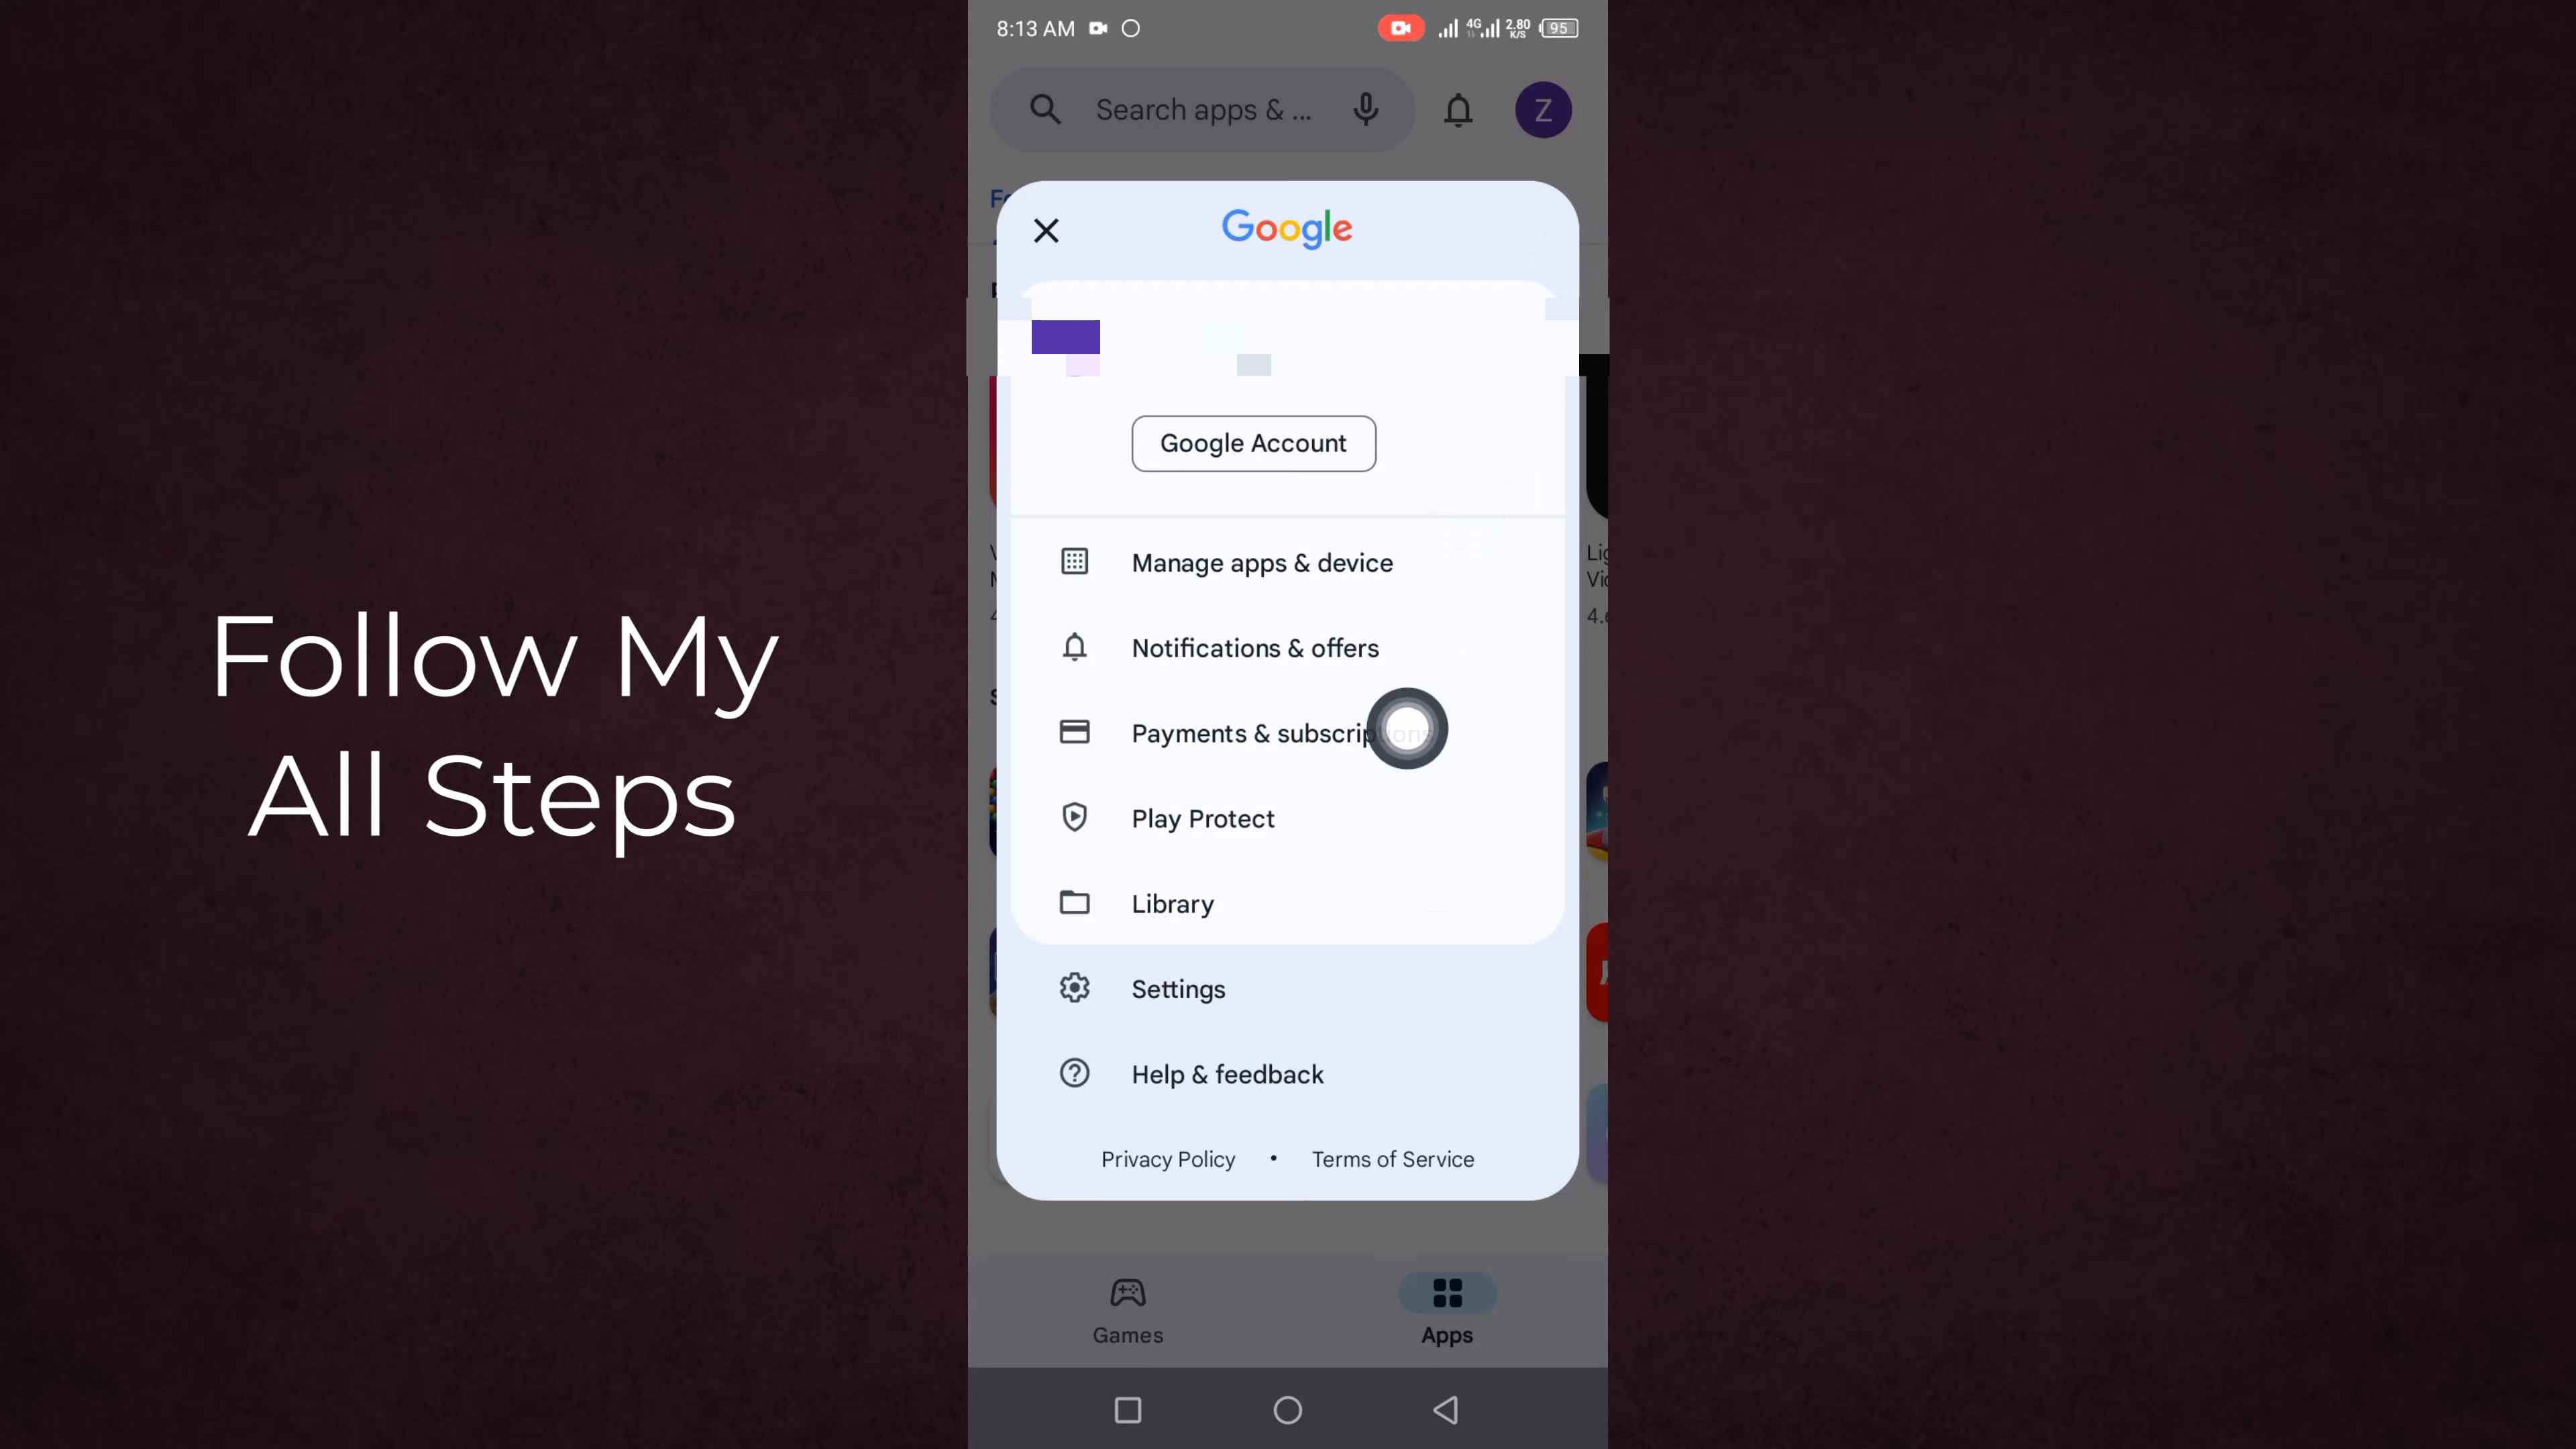 Follow My
All Steps
8:13 AM
4G
2.80
K/S
95
Search apps & ...
Z
Google
Google Account
Manage apps & device
Notifications & offers
Payments & subscriptions
Play Protect
Library
Settings
Help & feedback
Privacy Policy • Terms of Service
Games
Apps